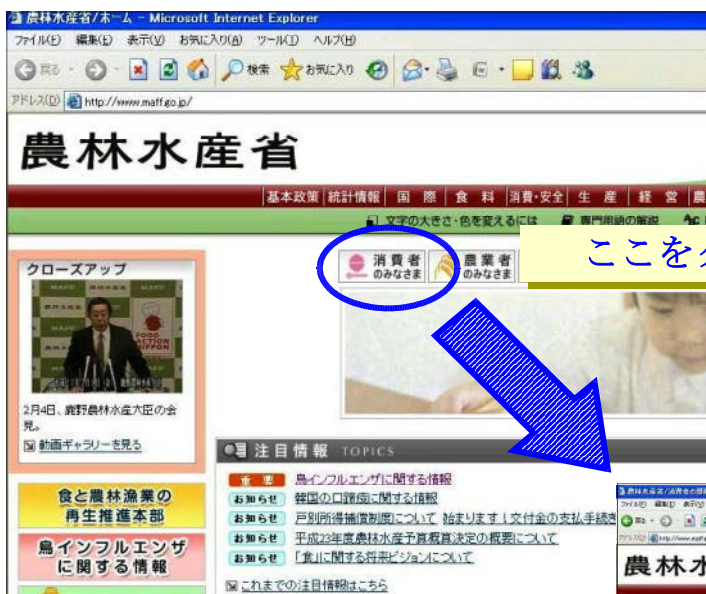 農林水産省/ホーム - Microsoft Internet Explorer
ファイル(F) 編集(E) 表示(V) お気に入り(A) ツール(T) ヘルプ(H)
戻る 検索 お気に入り
アドレス(D) http://www.maff.go.jp/
農林水産省
基本政策 統計情報 国際 食料 消費・安全 生産 経営 農
文字の大きさ・色を変えるには 専門用語の解説
消費者のみなさま 農業者のみなさま
ここを
クローズアップ
FOOD ACTION NIPPON
2月4日、鹿野農林水産大臣の会見。
動画ギャラリーを見る
注目情報 TOPICS
重要 鳥インフルエンザに関する情報
お知らせ 韓国の口蹄疫に関する情報
お知らせ 戸別所得補償制度について 始まります!交付金の支払手続き
お知らせ 平成23年度農林水産予算概算決定の概要について
お知らせ 「食」に関する将来ビジョンについて
これまでの注目情報はこちら
食と農林漁業の
再生推進本部
鳥インフルエンザ
に関する情報
農林水